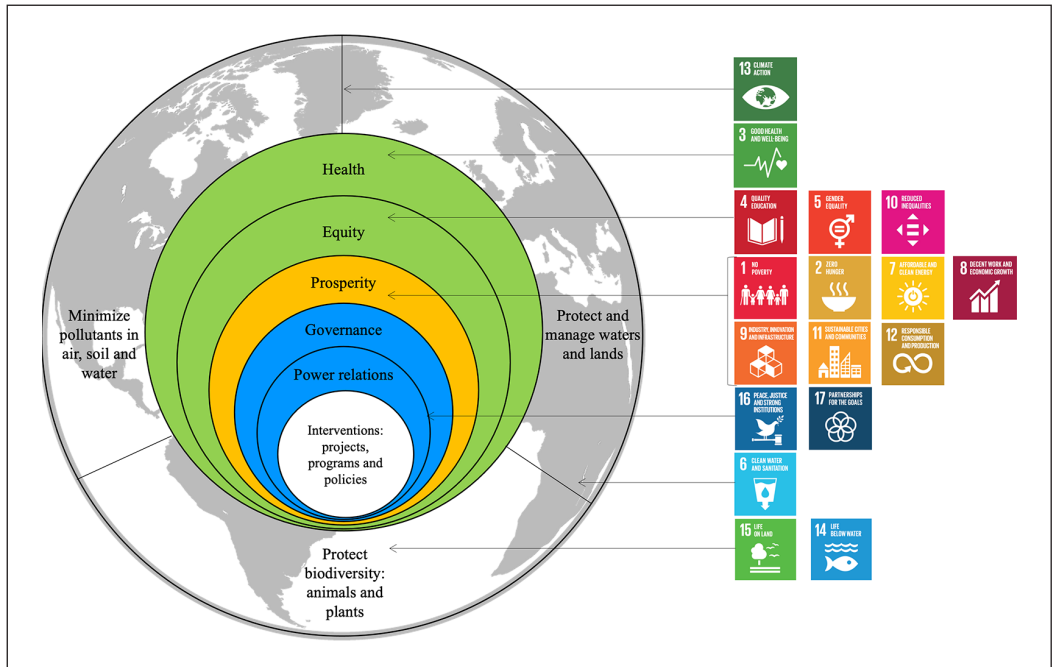 Health
Equity
Prosperity
Governance
Power relations
Interventions:
projects,
programs and
policies
Minimize
pollutants in
air, soil and
water
Protect and
manage waters
and lands
Protect
biodiversity:
animals and
plants
13 CLIMATE
ACTION
3 GOOD HEALTH
AND WELL-BEING
4 QUALITY
EDUCATION
5 GENDER
EQUALITY
10 REDUCED
INEQUALITIES
1 NO
POVERTY
2 ZERO
HUNGER
7 AFFORDABLE AND
CLEAN ENERGY
8 DECENT WORK AND
ECONOMIC GROWTH
9 INDUSTRY, INNOVATION
AND INFRASTRUCTURE
11 SUSTAINABLE CITIES
AND COMMUNITIES
12 RESPONSIBLE
CONSUMPTION
AND PRODUCTION
16 PEACE, JUSTICE
AND STRONG
INSTITUTIONS
17 PARTNERSHIPS
FOR THE GOALS
6 CLEAN WATER
AND SANITATION
15 LIFE
ON LAND
14 LIFE
BELOW WATER